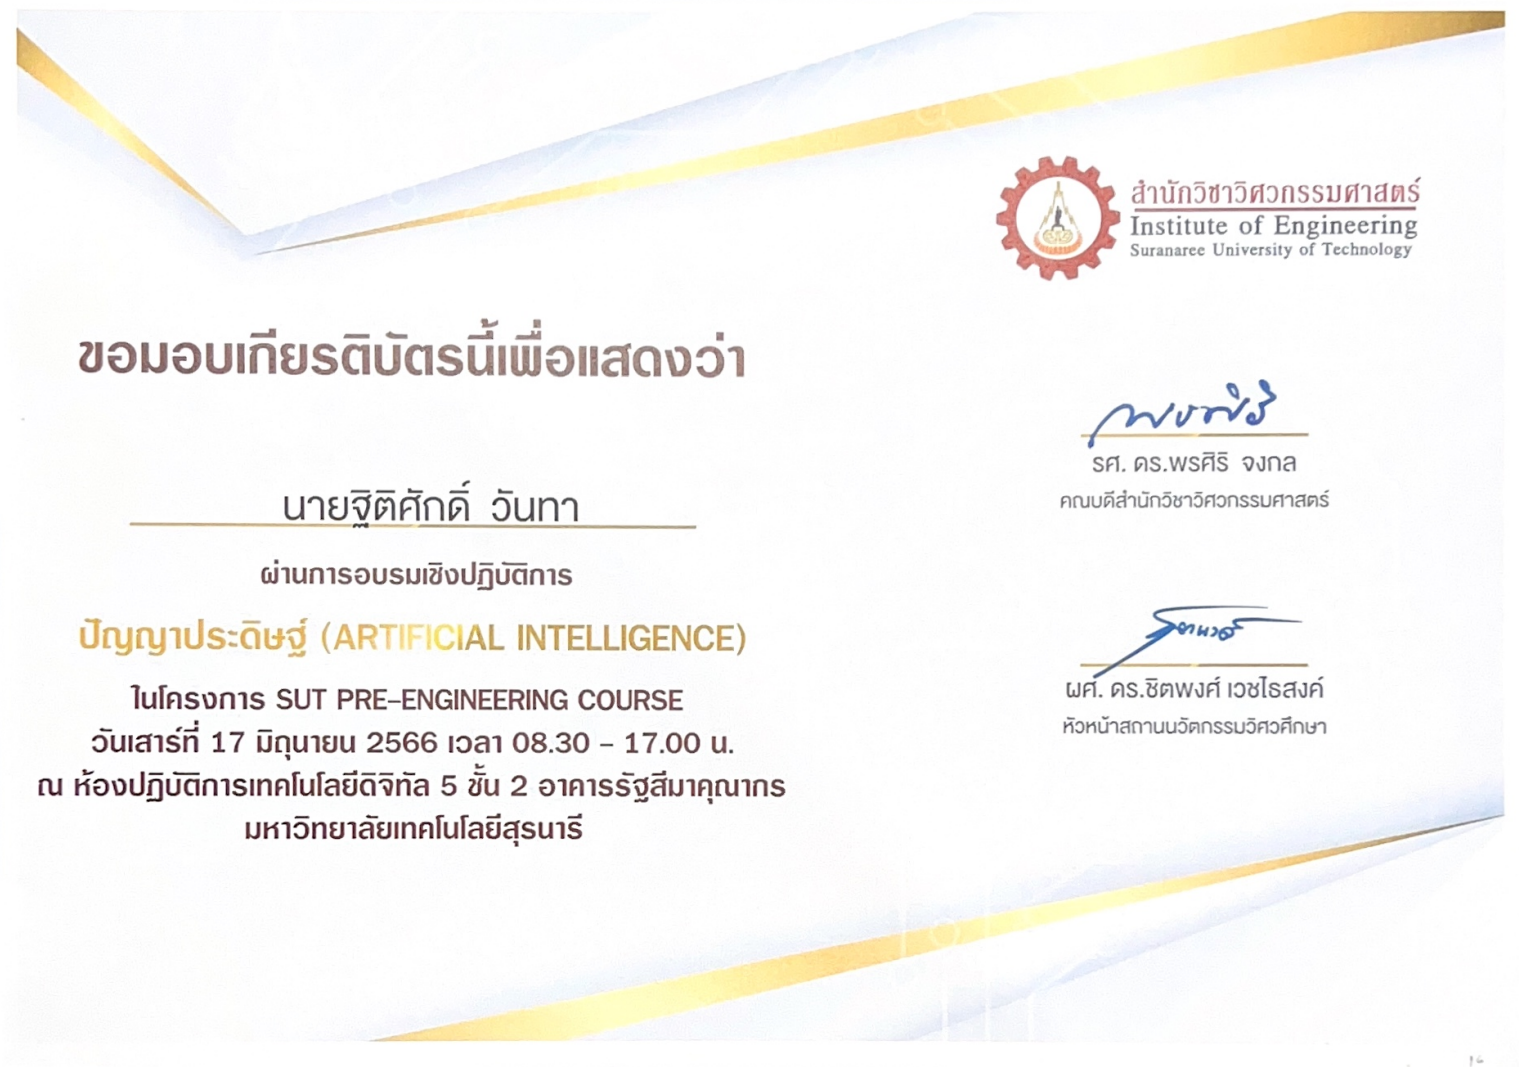 สำนักวิชาวิศวกรรมศาสตร์
Institute of Engineering
Suranaree University of Technology
ขอมอบเกียรติบัตรนี้เพื่อแสดงว่า
นายฐิติศักดิ์ วันทา
ผ่านการอบรมเชิงปฏิบัติการ
ปัญญาประดิษฐ์ (ARTIFICIAL INTELLIGENCE)
ในโครงการ SUT PRE-ENGINEERING COURSE
วันเสาร์ที่ 17 มิถุนายน 2566 เวลา 08.30 - 17.00 น.
ณ ห้องปฏิบัติการเทคโนโลยีดิจิทัล 5 ชั้น 2 อาคารรัฐสีมาคุณากร
มหาวิทยาลัยเทคโนโลยีสุรนารี
รศ. ดร.พรศิริ จงกล
คณบดีสำนักวิชาวิศวกรรมศาสตร์
ผศ. ดร.ชิตพงศ์ เวชไธสงค์
หัวหน้าสถานนวัตกรรมวิศวศึกษา